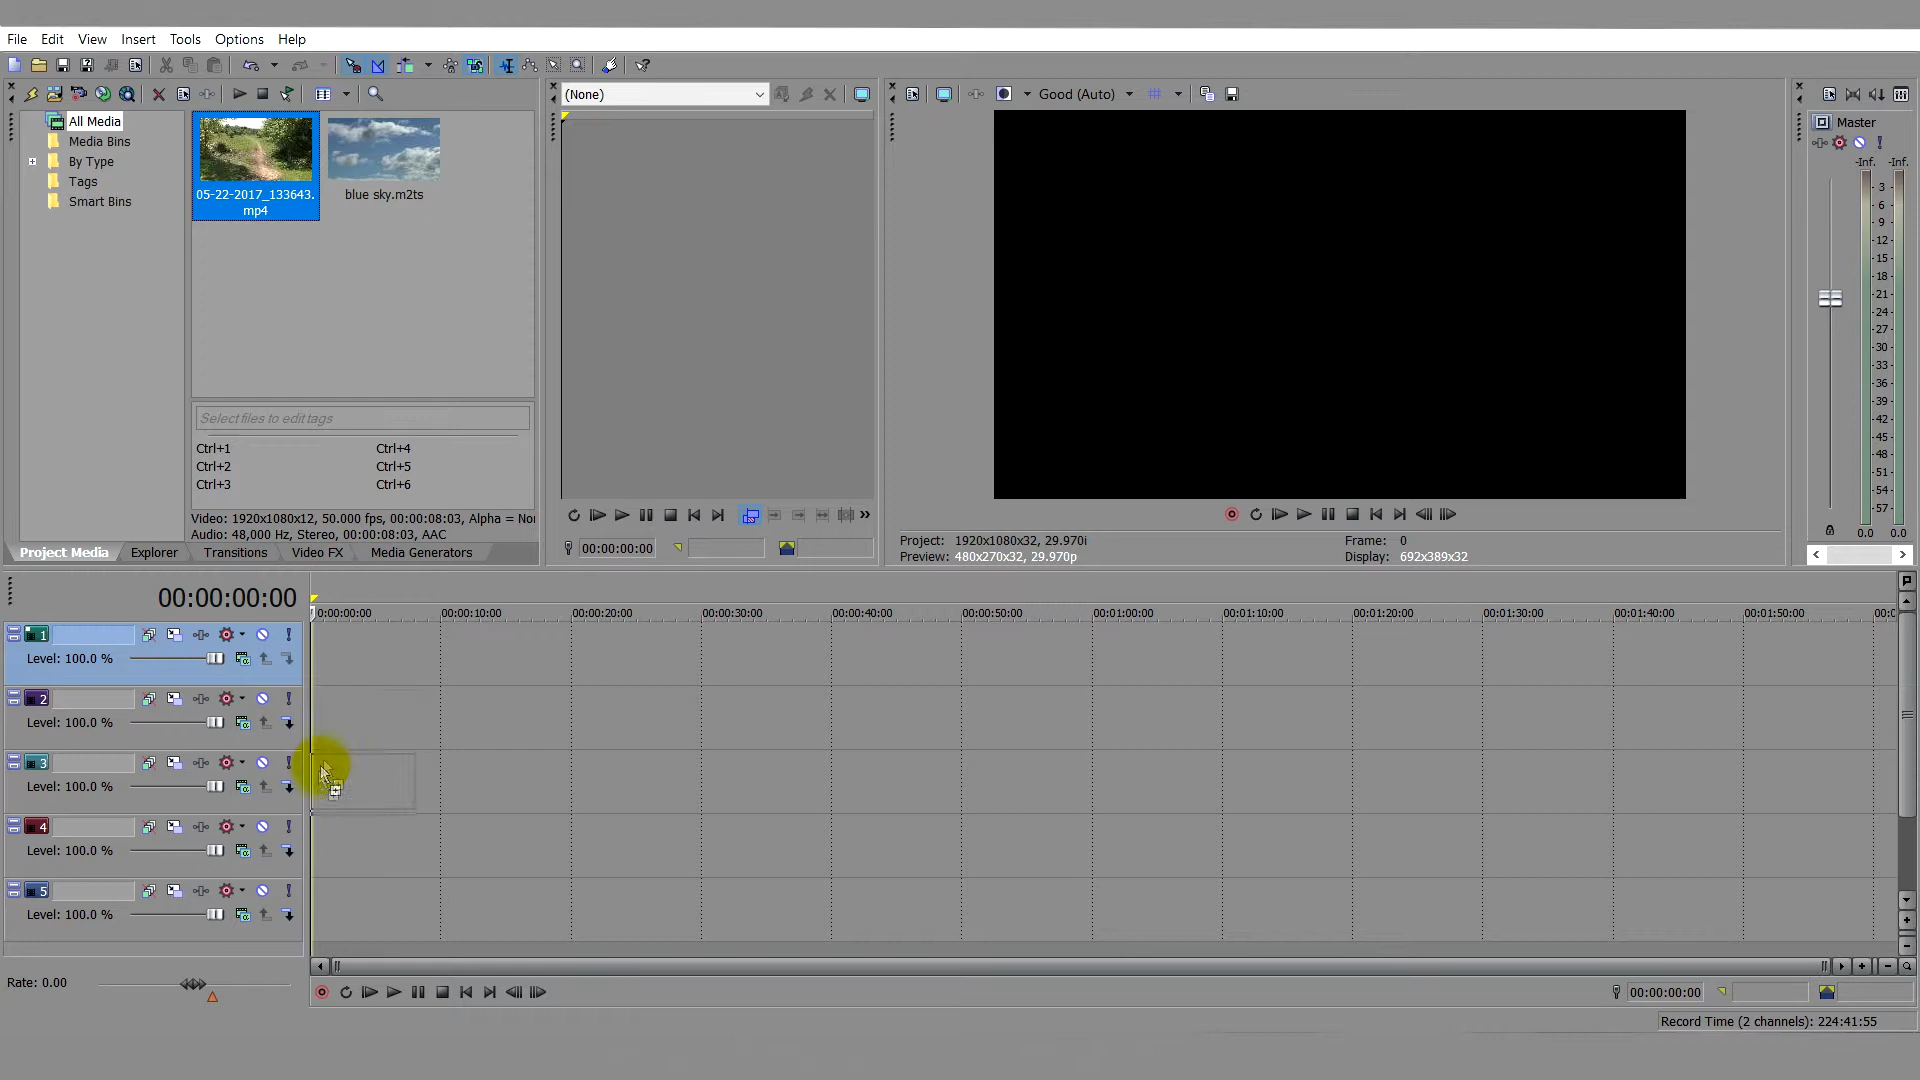 File Edit View Insert Tools Options Help
(None)
Good (Auto)
All Media
Media Bins
By Type
Tags
Smart Bins
05-22-2017_133643.
mp4
blue sky.m2ts
Master
-Inf. -Inf.
3
6
9
12
15
18
21
24
27
30
33
36
39
42
45
48
51
54
57
0.0 0.0
Select files to edit tags
Ctrl+1 Ctrl+4
Ctrl+2 Ctrl+5
Ctrl+3 Ctrl+6
Video: 1920x1080x12, 50.000 fps, 00:00:08:03, Alpha = Nor
Audio: 48,000 Hz, Stereo, 00:00:08:03, AAC
Project Media Explorer Transitions Video FX Media Generators
00:00:00:00
Project: 1920x1080x32, 29.970i Frame: 0
Preview: 480x270x32, 29.970p Display: 692x389x32
00:00:00:00
0:00:00:00 00:00:10:00 00:00:20:00 00:00:30:00 00:00:40:00 00:00:50:00 00:01:00:00 00:01:10:00 00:01:20:00 00:01:30:00 00:01:40:00 00:01:50:00 00:0
1
Level: 100.0 %
2
Level: 100.0 %
3
Level: 100.0 %
4
Level: 100.0 %
5
Level: 100.0 %
Rate: 0.00
00:00:00:00
Record Time (2 channels): 224:41:55